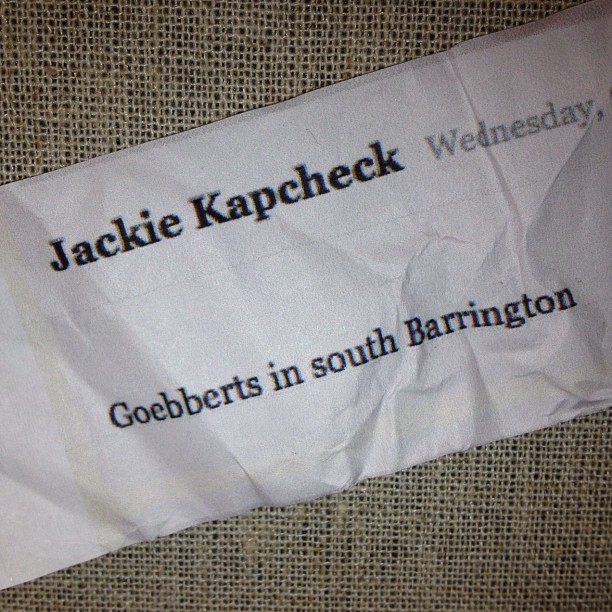 Jackie Kapcheck Wednesday,
Goebberts in south Barrington